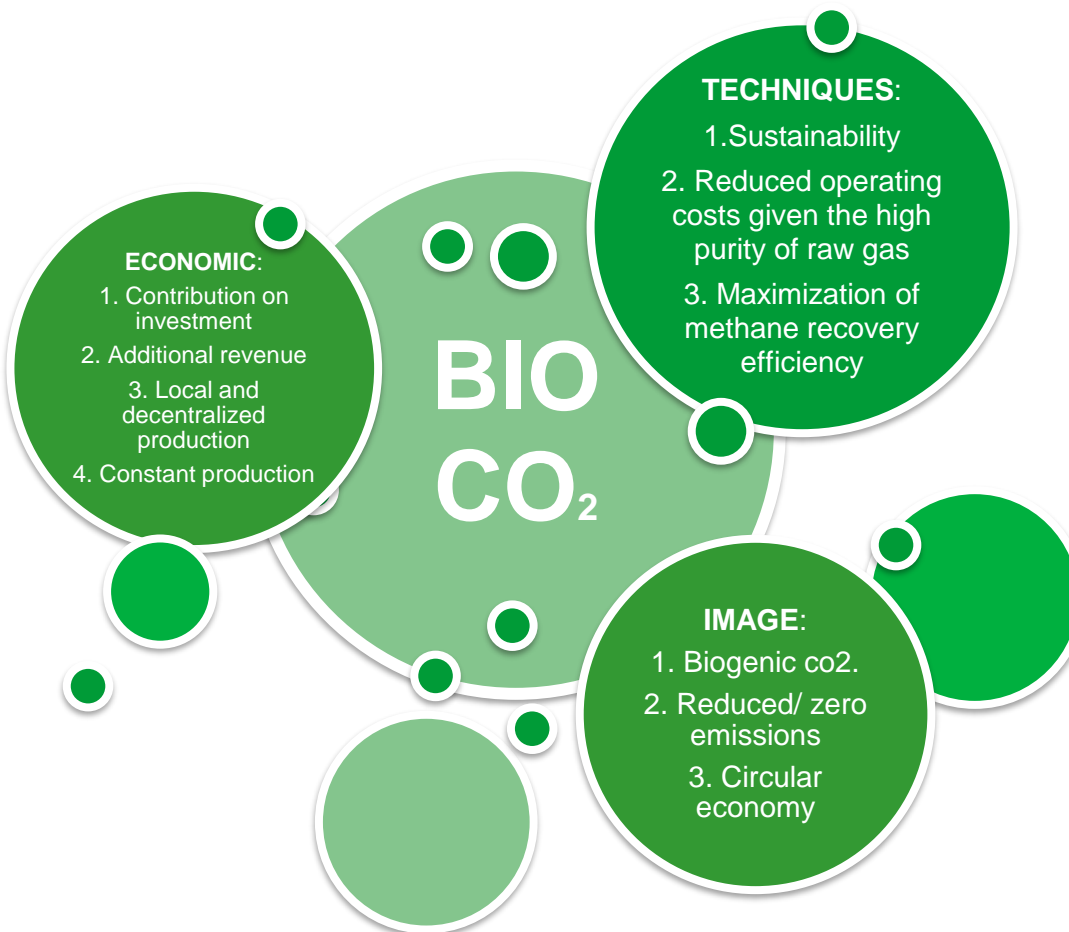 TECHNIQUES:
1.Sustainability
2. Reduced operating
costs given the high
purity of raw gas
3. Maximization of
methane recovery
efficiency
ECONOMIC:
1. Contribution on
investment
2. Additional revenue
3. Local and
decentralized
production
4. Constant production
BIO
CO₂
IMAGE:
1. Biogenic co2.
2. Reduced/ zero
emissions
3. Circular
economy